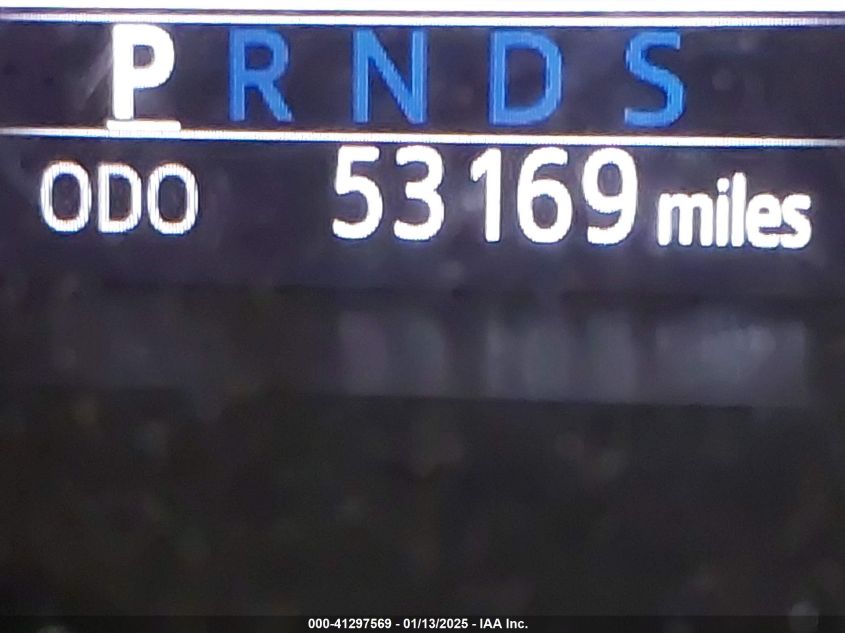 P R N D S
ODO 53169 miles
000-41297569 - 01/13/2025 - IAA Inc.